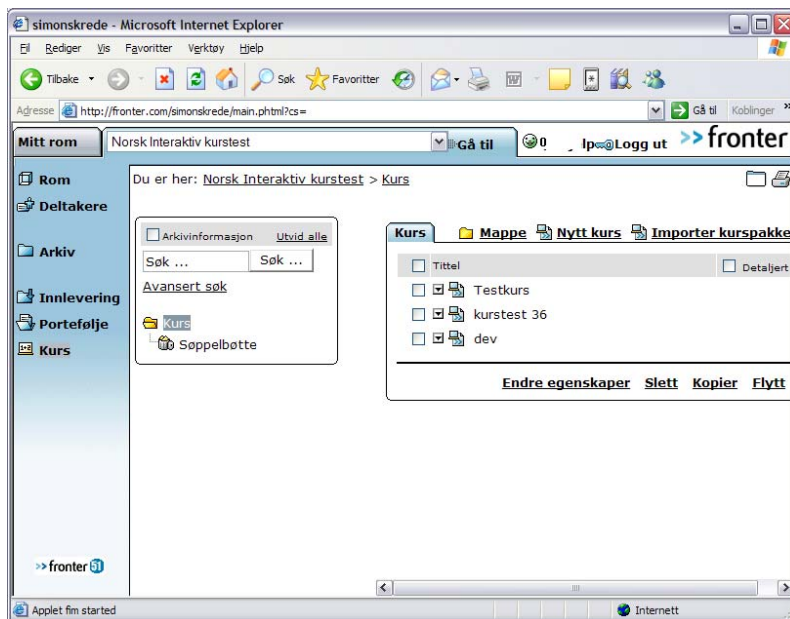 simonskrede - Microsoft Internet Explorer
Fil Rediger Vis Favoritter Verktøy Hjelp
Tilbake Søk Favoritter
Adresse http://fronter.com/simonskrede/main.phtml?cs= Gå til Koblinger »
Mitt rom Norsk Interaktiv kurstest Gå til Logg ut >> fronter
Rom
Deltakere
Arkiv
Innlevering
Portefølje
Kurs
Du er her: Norsk Interaktiv kurstest > Kurs
Arkivinformasjon Utvid alle
Søk ... Søk ...
Avansert søk
Kurs
Søppelbøtte
Kurs Mappe Nytt kurs Importer kurspakke
Tittel Detaljert
Testkurs
kurstest 36
dev
Endre egenskaper Slett Kopier Flytt
>> fronter 51
Applet fim started Internett